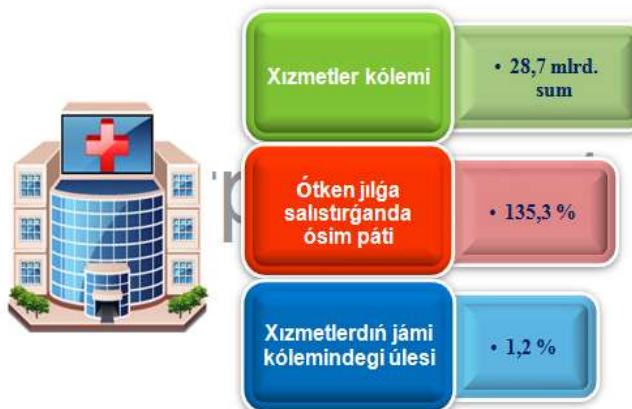 Xızmetler kólemi
• 28,7 mlrd.
sum
Ótken jılǵa
salıstırǵanda
ósim páti
• 135,3 %
Xızmetlerdıń jámi
kólemindegi úlesi
• 1,2 %